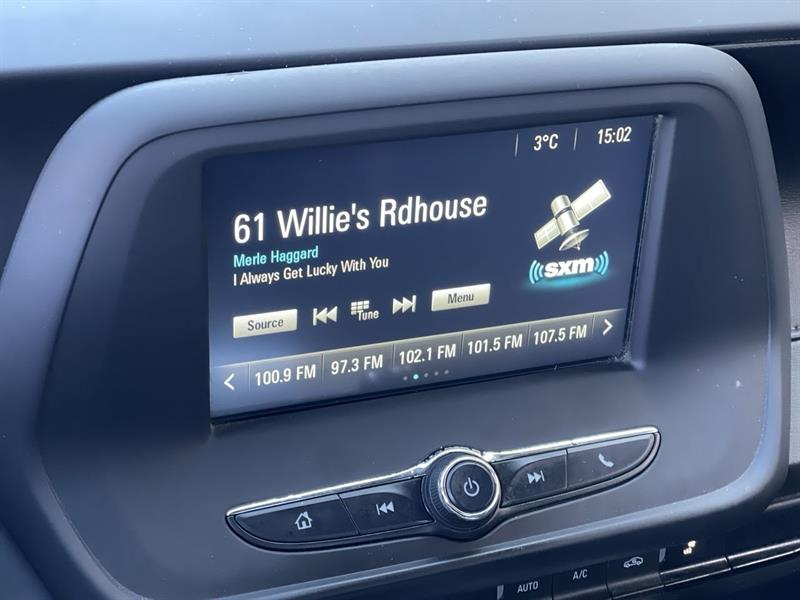 3°C 15:02
61 Willie's Rdhouse
Merle Haggard
I Always Get Lucky With You
sxm
Source Tune Menu
100.9 FM 97.3 FM 102.1 FM 101.5 FM 107.5 FM
AUTO A/C